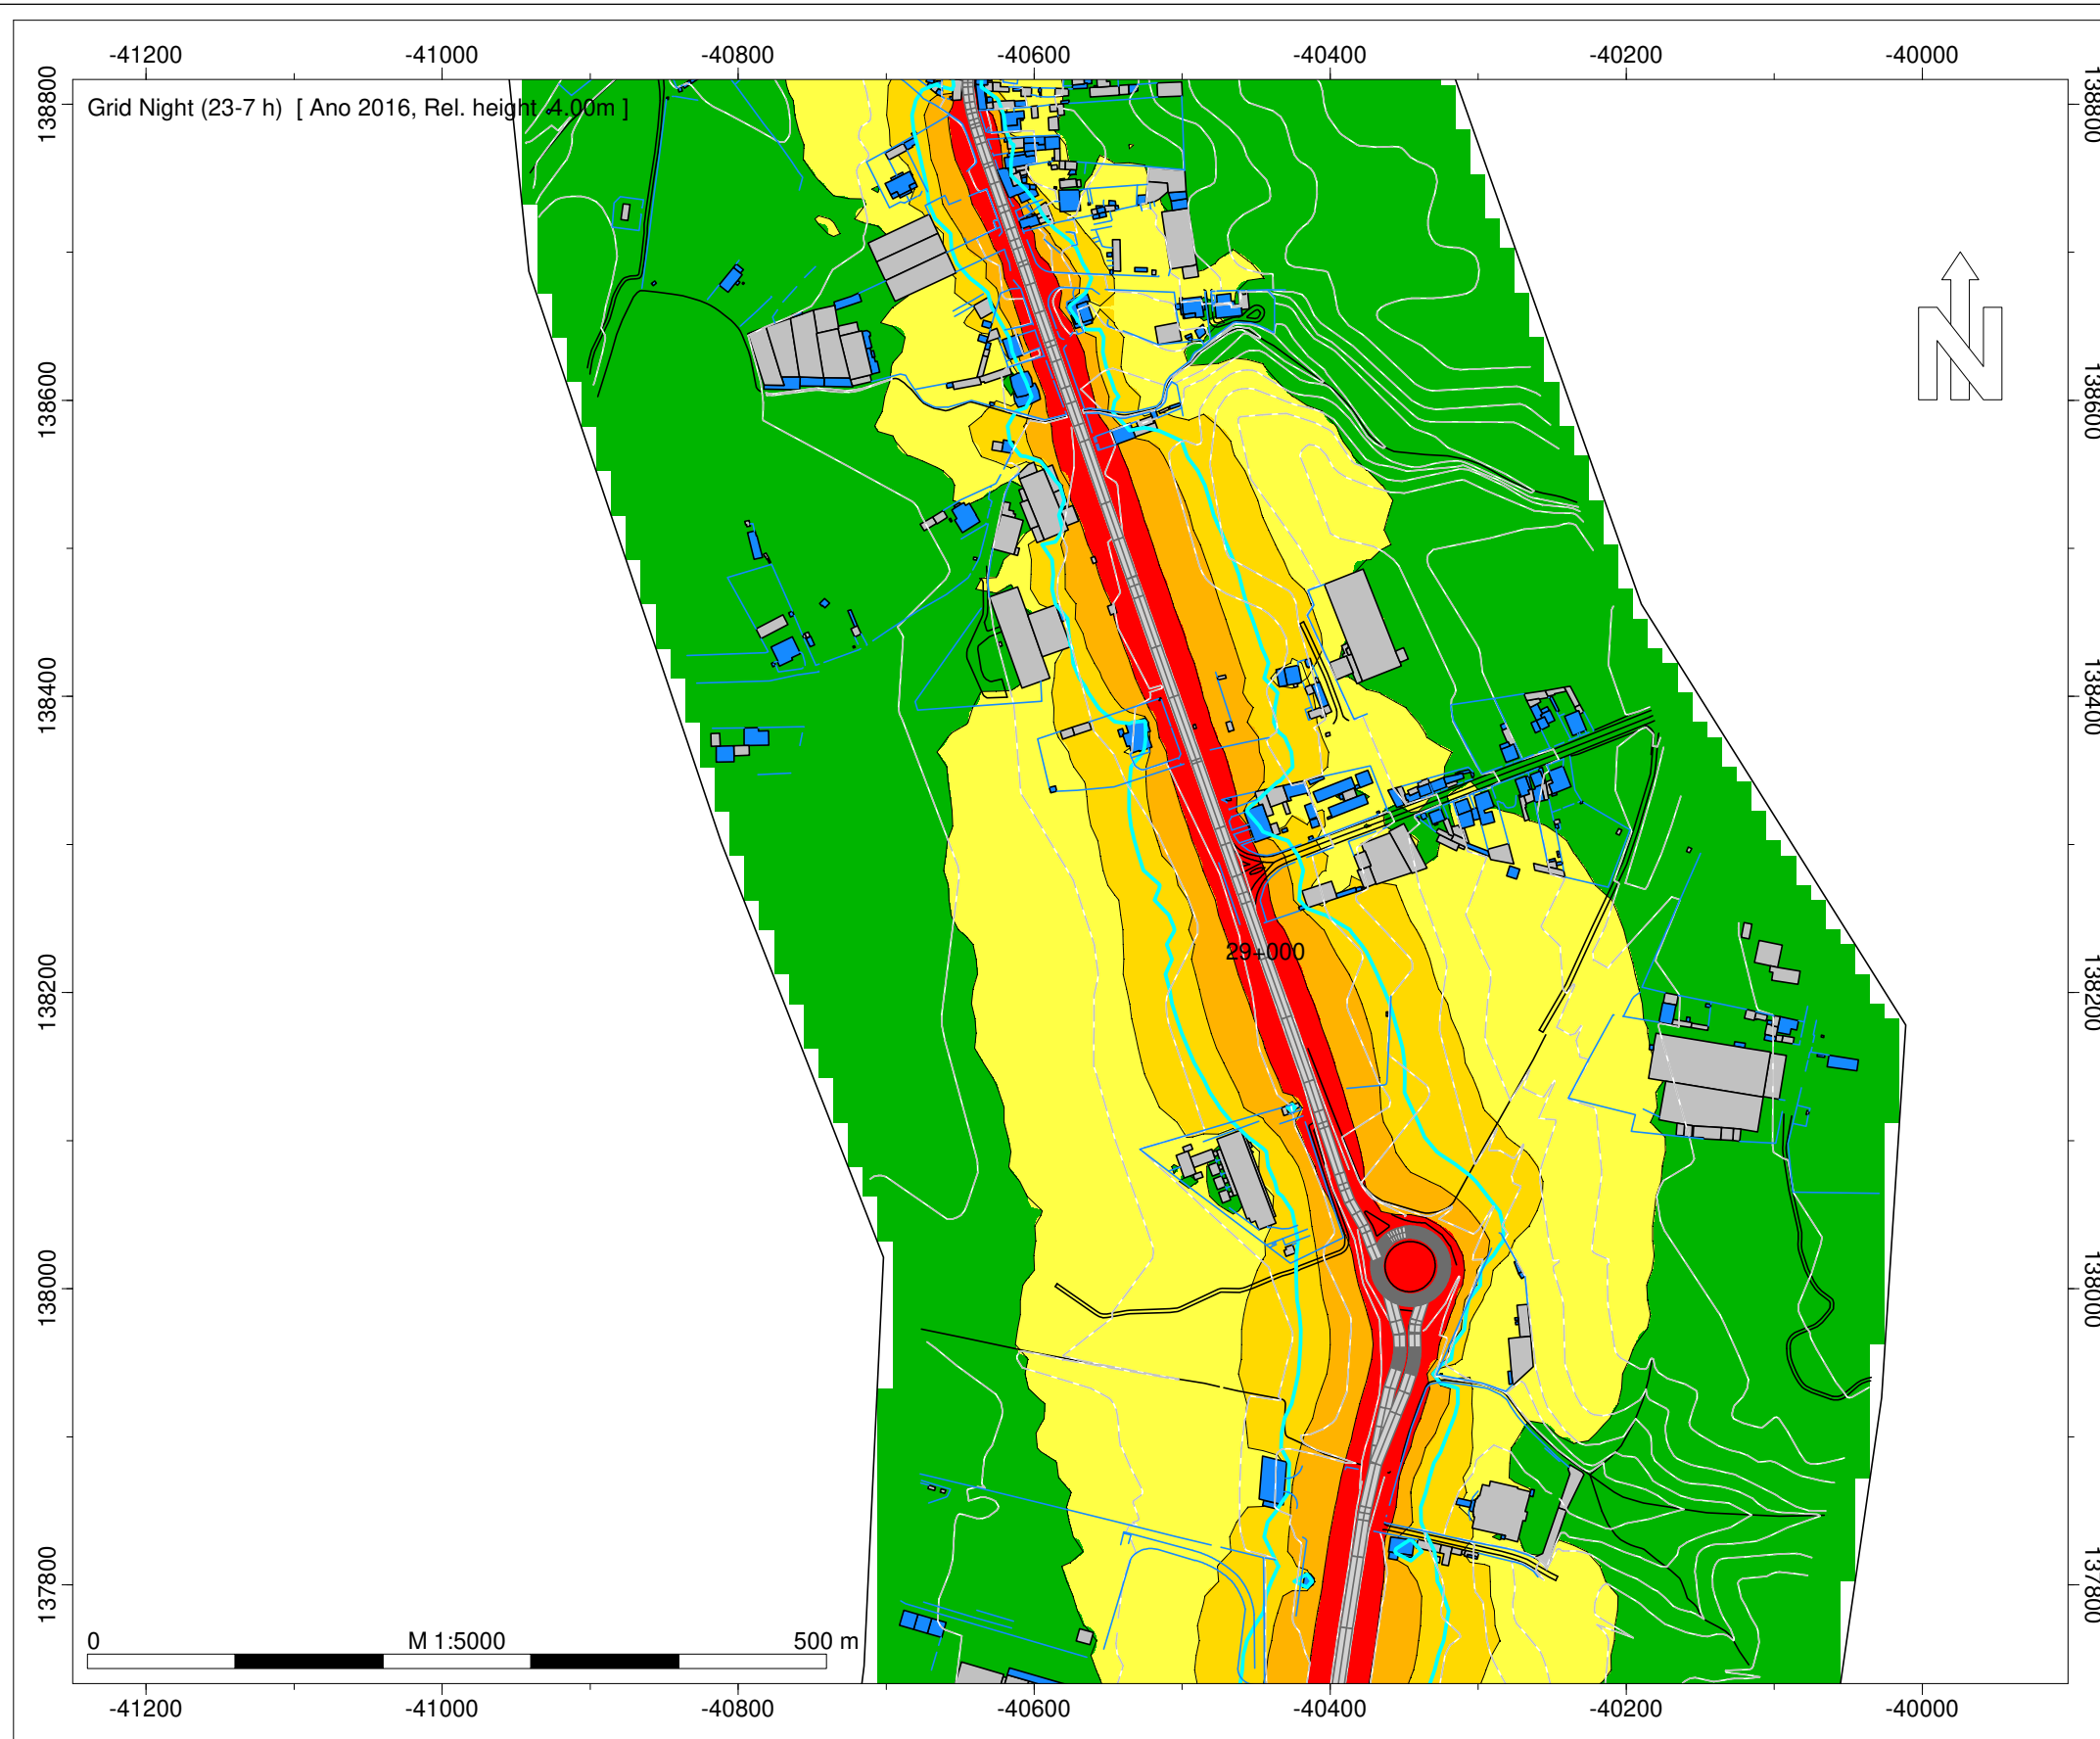 -41200 -41000 -40800 -40600 -40400 -40200 -40000
138800 138800
Grid Night (23-7 h) [ Ano 2016, Rel. height 4.00m ]
N
138600 138600
138400 138400
29+000
138200 138200
138000 138000
137800 137800
0 M 1:5000 500 m
-41200 -41000 -40800 -40600 -40400 -40200 -40000